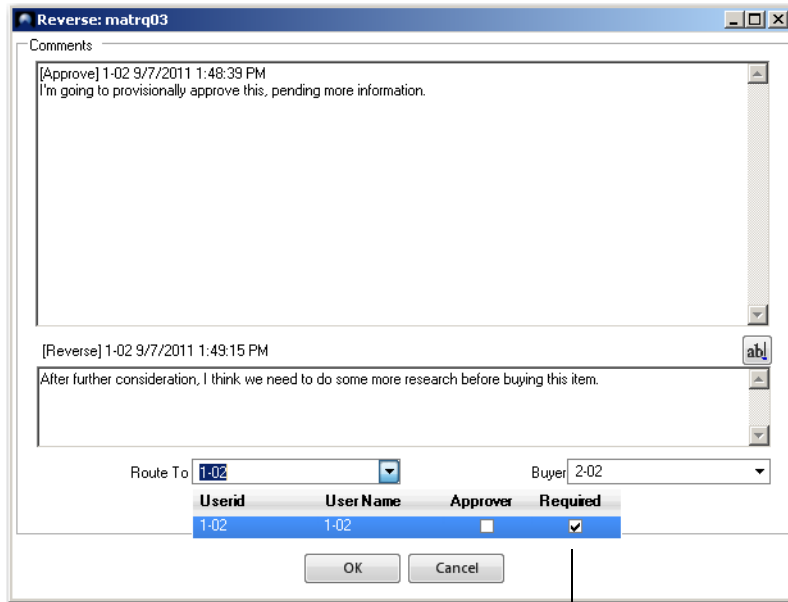 Reverse: matrq03
Comments
[Approve] 1-02 9/7/2011 1:48:39 PM
I'm going to provisionally approve this, pending more information.
[Reverse] 1-02 9/7/2011 1:49:15 PM
ab
After further consideration, I think we need to do some more research before buying this item.
Route To 1-02 Buyer 2-02
Userid User Name Approver Required
1-02 1-02
OK Cancel